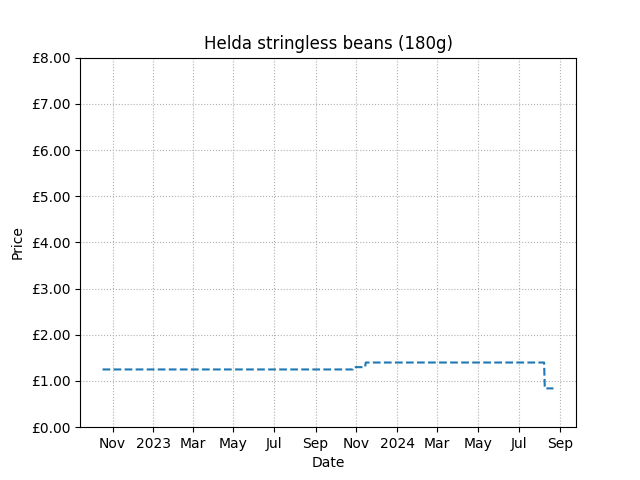 Helda stringless beans (180g)
£8.00
£7.00
£6.00
£5.00
£4.00
£3.00
£2.00
£1.00
£0.00
Price
Nov 2023 Mar May Jul Sep Nov 2024 Mar May Jul Sep
Date